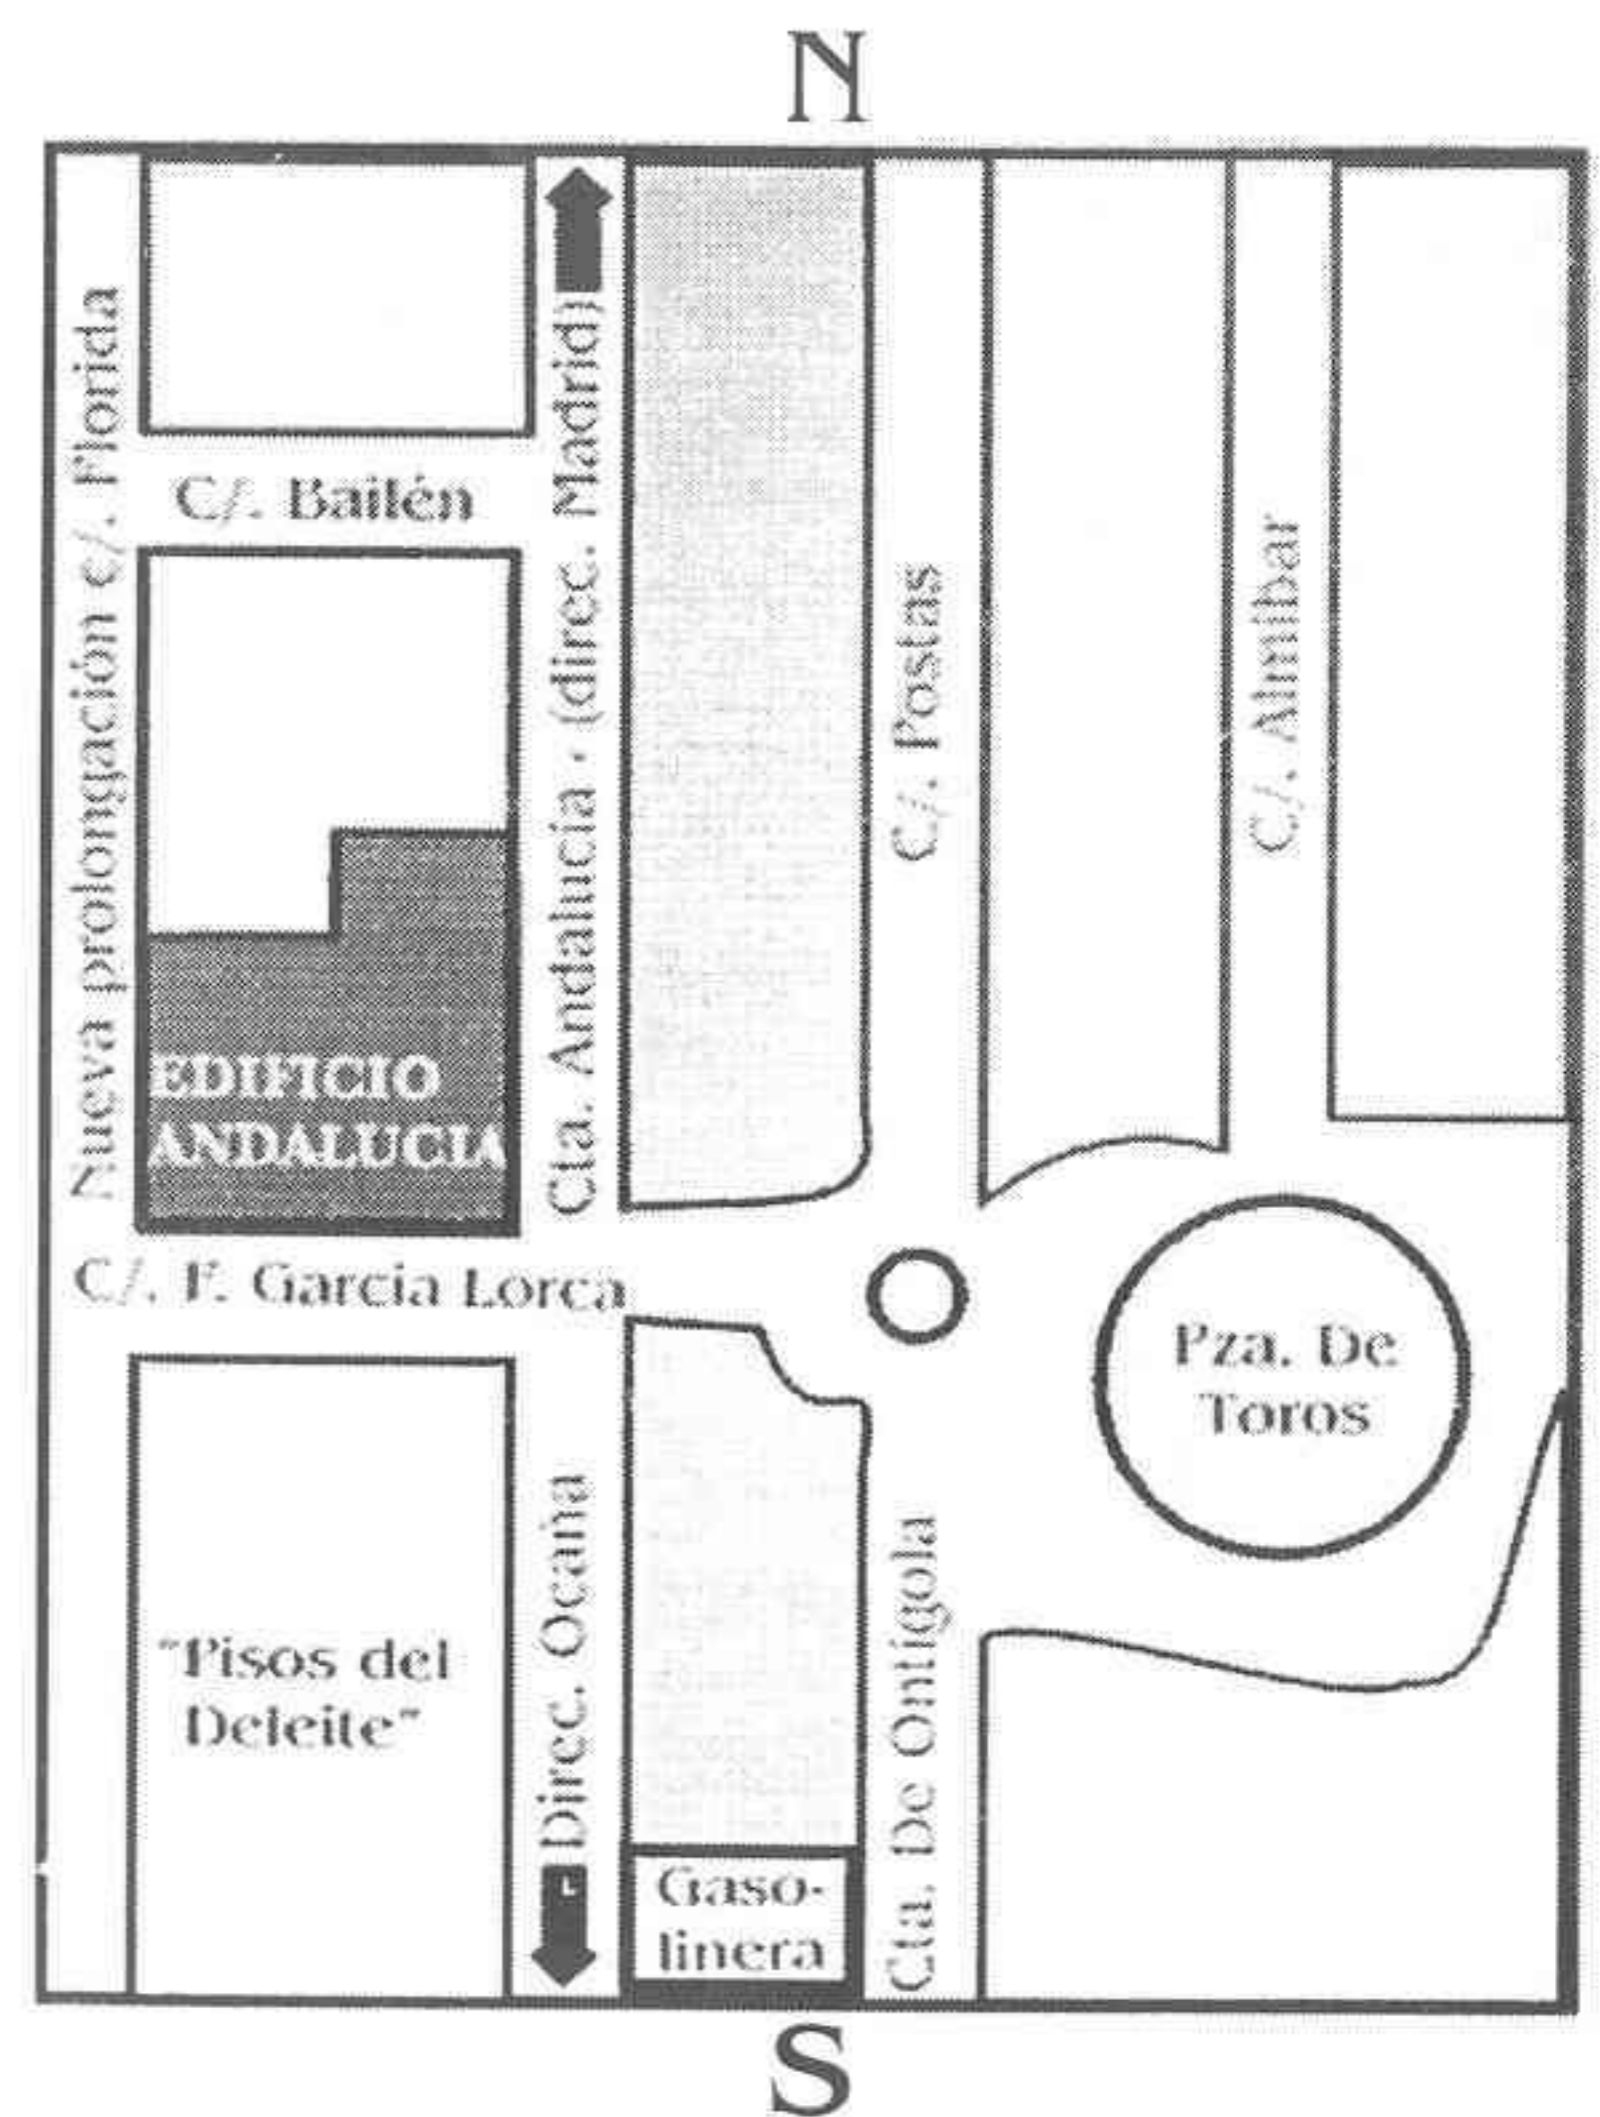 N
Nueva prolongación c/. Florida
C/. Bailén
Cta. Andalucía - (direc. Madrid)
C/. Postas
C/. Almíbar
EDIFICIO
ANDALUCIA
C/. F. García Lorca
Pza. De
Toros
"Pisos del
Deleite"
Direc. Ocaña
Cta. De Ontígola
Gaso-
linera
S